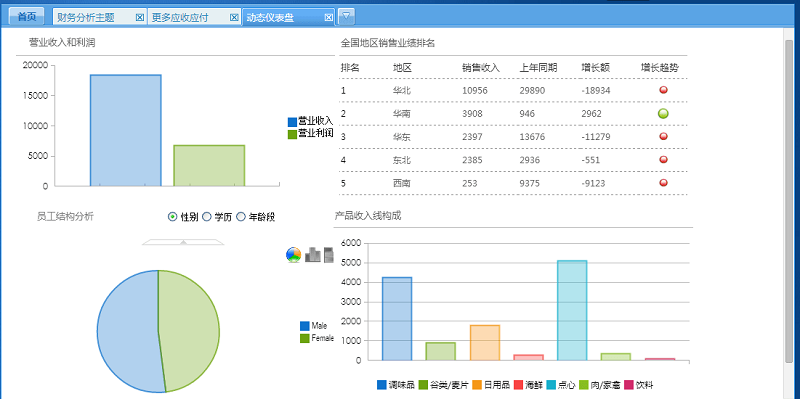 首页 财务分析主题 更多应收应付 动态仪表盘
营业收入和利润
20000
15000
10000
5000
0
营业收入
营业利润
全国地区销售业绩排名
排名 地区 销售收入 上年同期 增长额 增长趋势
1 华北 10956 29890 -18934
2 华南 3908 946 2962
3 华东 2397 13676 -11279
4 东北 2385 2936 -551
5 西南 253 9375 -9123
员工结构分析 性别 学历 年龄段
Male
Female
产品收入线构成
6000
5000
4000
3000
2000
1000
0
调味品 谷类/麦片 日用品 海鲜 点心 肉/家禽 饮料